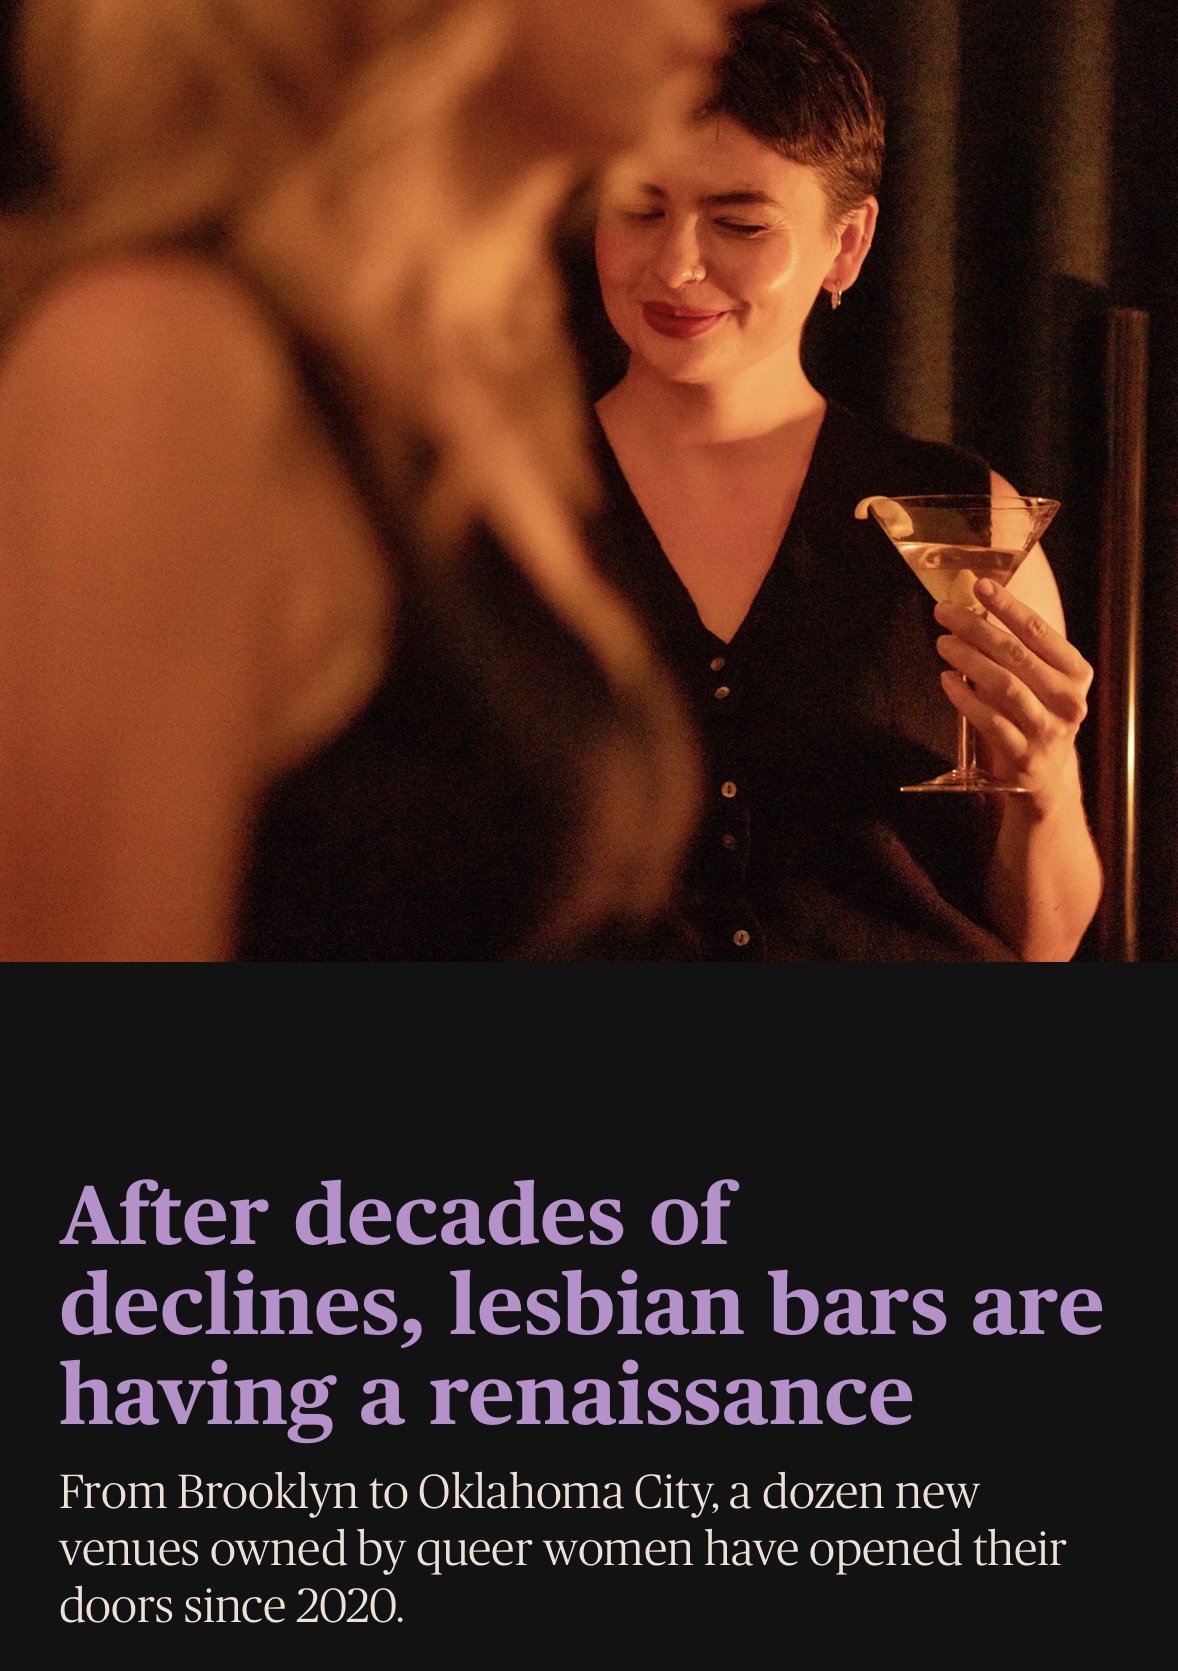 After decades of
declines, lesbian bars are
having a renaissance
From Brooklyn to Oklahoma City, a dozen new
venues owned by queer women have opened their
doors since 2020.